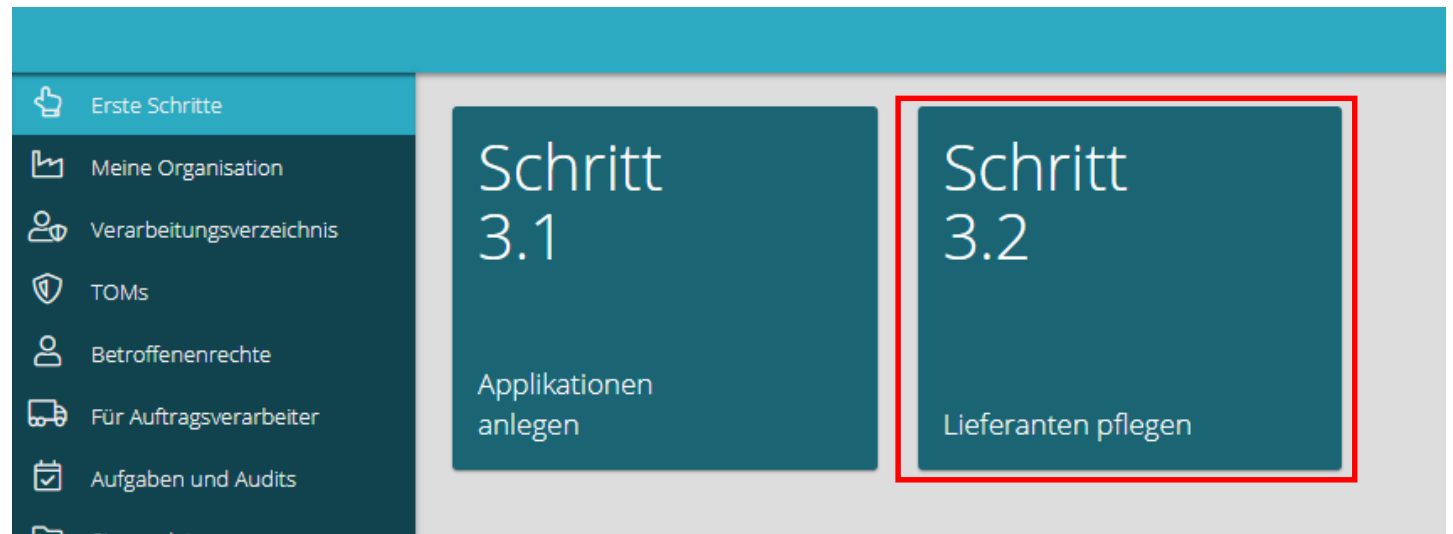 Erste Schritte
Meine Organisation
Verarbeitungsverzeichnis
TOMs
Betroffenenrechte
Für Auftragsverarbeiter
Aufgaben und Audits
Schritt
3.1
Applikationen
anlegen
Schritt
3.2
Lieferanten pflegen